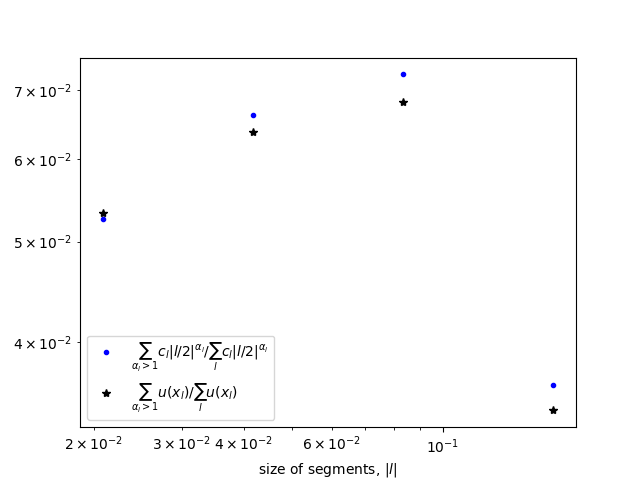 7 × 10⁻²
6 × 10⁻²
5 × 10⁻²
4 × 10⁻²
∑_{α_l>1} c_l|l/2|^{α_l}/∑_l c_l|l/2|^{α_l}
∑_{α_l>1} u(x_l)/∑_l u(x_l)
2 × 10⁻² 3 × 10⁻² 4 × 10⁻² 6 × 10⁻² 10⁻¹
size of segments, |l|